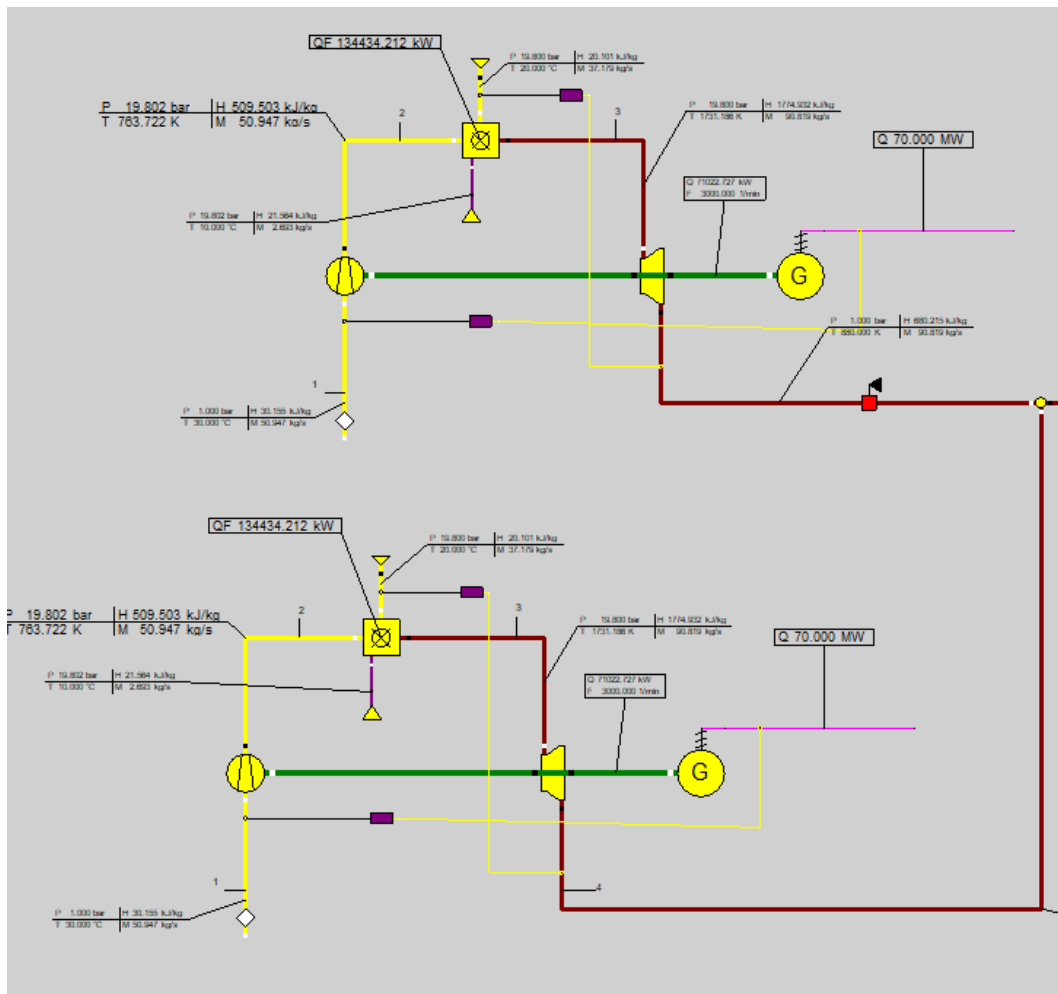 QF 134434.212 kW
P 19.800 bar H 20.101 kJ/kg
T 20.000 °C M 37.179 kg/s
P 19.802 bar H 509.503 kJ/kg
T 763.722 K M 50.947 kg/s
2
3
P 19.800 bar H 1774.932 kJ/kg
T 1731.186 K M 90.819 kg/s
Q 70.000 MW
Q 71022.727 kW
F 3000.000 1/min
P 19.802 bar H 21.564 kJ/kg
T 10.000 °C M 2.693 kg/s
G
P 1.000 bar H 680.215 kJ/kg
T 880.000 K M 90.819 kg/s
1
P 1.000 bar H 30.155 kJ/kg
T 30.000 °C M 50.947 kg/s
QF 134434.212 kW
P 19.800 bar H 20.101 kJ/kg
T 20.000 °C M 37.179 kg/s
P 19.802 bar H 509.503 kJ/kg
T 763.722 K M 50.947 kg/s
2
3
P 19.800 bar H 1774.932 kJ/kg
T 1731.186 K M 90.819 kg/s
Q 70.000 MW
P 19.802 bar H 21.564 kJ/kg
T 10.000 °C M 2.693 kg/s
Q 71022.727 kW
F 3000.000 1/min
G
1
4
P 1.000 bar H 30.155 kJ/kg
T 30.000 °C M 50.947 kg/s